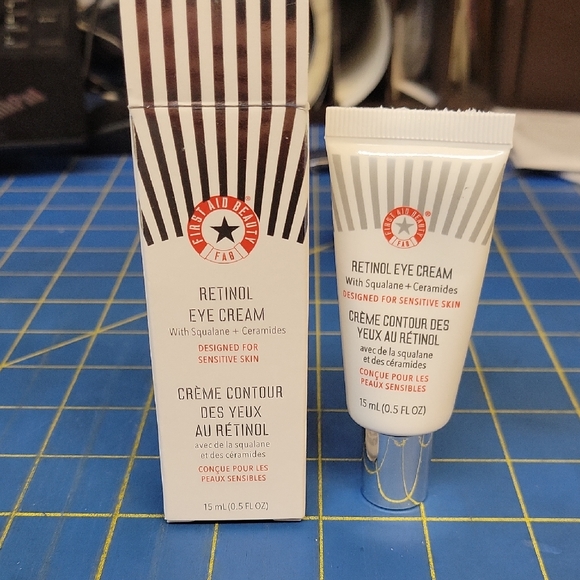 FIRST AID BEAUTY
FAB
RETINOL
EYE CREAM
With Squalane + Ceramides
DESIGNED FOR
SENSITIVE SKIN
CRÈME CONTOUR
DES YEUX
AU RÉTINOL
avec de la squalane
et des céramides
CONÇUE POUR LES
PEAUX SENSIBLES
15 mL (0.5 FL OZ)
FIRST AID BEAUTY
FAB
RETINOL EYE CREAM
With Squalane + Ceramides
DESIGNED FOR SENSITIVE SKIN
CRÈME CONTOUR DES
YEUX AU RÉTINOL
avec de la squalane
et des céramides
CONÇUE POUR LES
PEAUX SENSIBLES
15 mL (0.5 FL OZ)